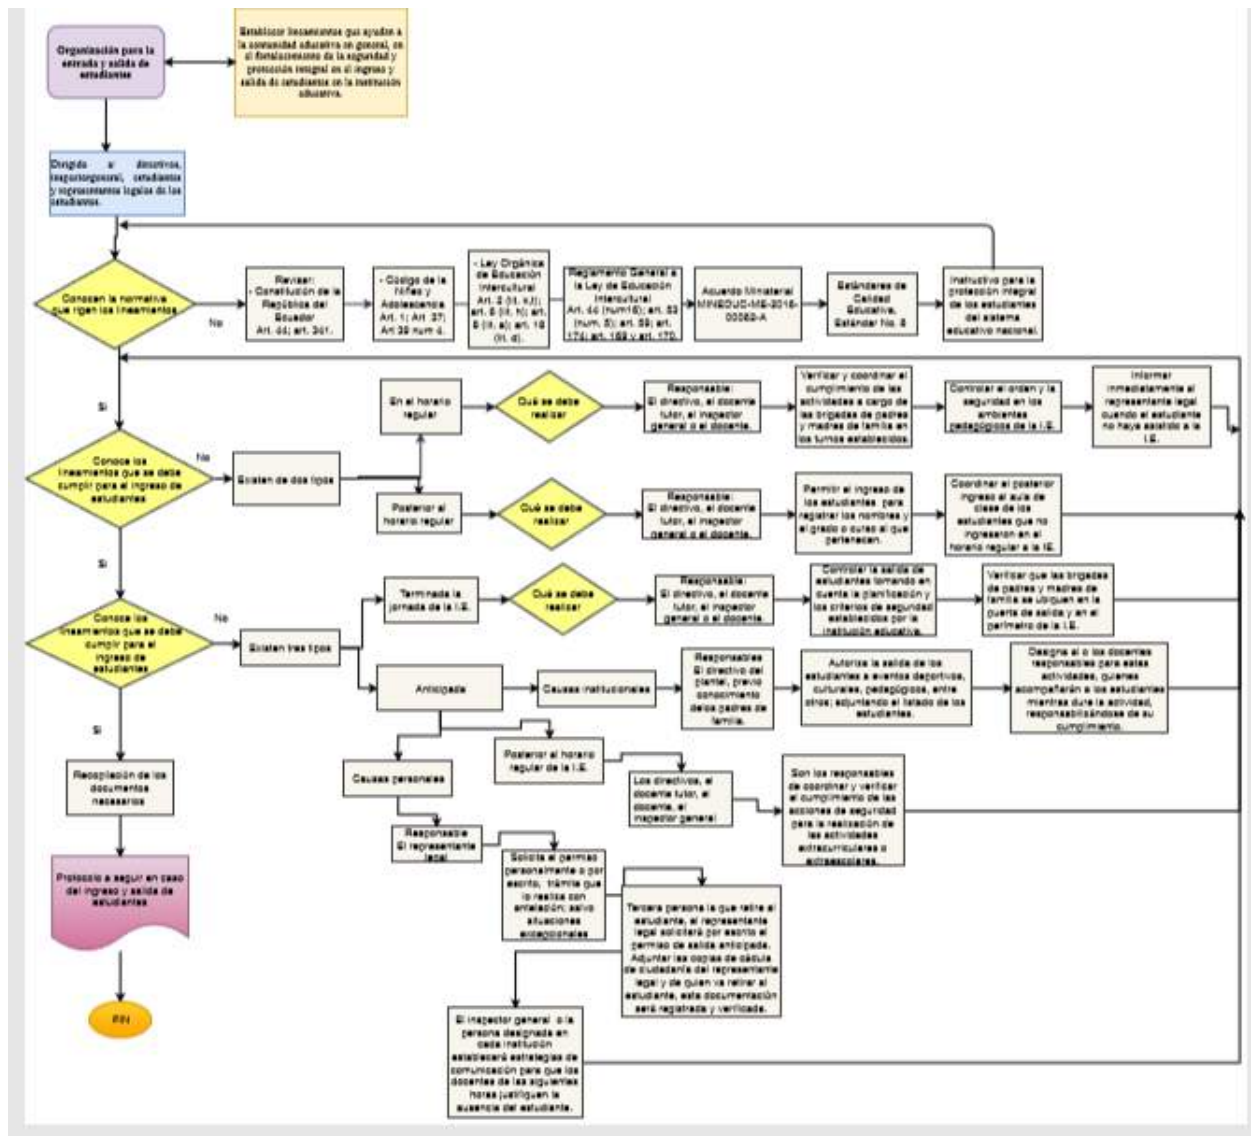 Organización para la
entrada y salida de
estudiantes
Establecer lineamientos que ayuden a
la comunidad educativa en general, en
el fortalecimiento de la seguridad y
protección integral en el ingreso y
salida de estudiantes en la institución
educativa.
Dirigida a: directivos,
inspector general, estudiantes
y representantes legales de los
estudiantes.
Conocen la normativa
que rigen los lineamientos.
No
Revisar:
- Constitución de la
República del
Ecuador
Art. 44; art. 341.
- Código de la
Niñez y
Adolescencia
Art. 1; Art 37;
Art 39 num 4.
- Ley Orgánica
de Educación
Intercultural
Reglamento General a
la Ley de Educación
Intercultural
Acuerdo Ministerial
Estándares de
Calidad
Educativa,
Estándar No. 5
Instructivo para la
protección integral
de los estudiantes
del sistema
educativo nacional.
Si
Conoce los
lineamientos que se debe
cumplir para el ingreso de
estudiantes
No
Existen de dos tipos
En el horario
regular
Qué se debe
realizar
Responsable:
El directivo, el docente
tutor, el inspector
general o el docente.
Verificar y coordinar el
cumplimiento de las
actividades a cargo de
las brigadas de padres
y madres de familia en
los turnos establecidos.
Controlar el orden y la
seguridad en los
ambientes
pedagógicos de la I.E.
Informar
inmediatamente al
representante legal
cuando el estudiante
no haya asistido a la
I.E.
Posterior al
horario regular
Qué se debe
realizar
Responsable:
El directivo, el docente
tutor, el inspector
general o el docente.
Permitir el ingreso de
los estudiantes para
registrar los nombres y
el grado o curso al que
pertenecen.
Coordinar el posterior
ingreso al aula de
clase de los
estudiantes que no
ingresaron en el
horario regular a la IE.
Si
Conoce los
lineamientos que se debe
cumplir para el
ingreso de
estudiantes
No
Existen tres tipos
Terminada la
jornada de la I.E.
Qué se debe
realizar
Responsable:
El directivo, el docente
tutor, el inspector
general o el docente.
Controlar la salida de
estudiantes tomando en
cuenta la planificación y
los criterios de seguridad
establecidos por la
institución educativa.
Verificar que las brigadas
de padres y madres de
familia se ubiquen en la
puerta de salida y en el
perímetro de la I.E.
Anticipada
Causas institucionales
Responsables
El directivo del
plantel, previo
conocimiento
delos padres de
familia.
Autoriza la salida de los
estudiantes a eventos deportivos,
culturales, pedagógicos, entre
otros; adjuntando el listado de los
estudiantes.
Designa el o los docentes
responsables para estas
actividades, quienes
acompañarán a los estudiantes
mientras dure la actividad,
responsabilizándose de su
cumplimiento.
Si
Recopilación de los
documentos
necesarios
Causas personales
Posterior al horario
regular de la I.E.
Los directivos, el
docente tutor, el
docente, el
inspector general
Son los responsables
de coordinar y verificar
el cumplimiento de las
acciones de seguridad
para la realización de
las actividades
extracurriculares o
extraescolares.
Responsable
El representante
legal
Solicita el permiso
personalmente o por
escrito, trámite que
lo realiza con
antelación; salvo
situaciones
excepcionales
Tercera persona la que retire al
estudiante, el representante
legal solicitará por escrito el
permiso de salida anticipada.
Adjuntar las copias de cédula
de ciudadanía del representante
legal y de quien va retirar al
estudiante, esta documentación
será registrada y verificada.
Protocolo a seguir en caso
del ingreso y salida de
estudiantes
FIN
El inspector general o la
persona designada en
cada institución
establecerá estrategias de
comunicación para que los
docentes de las siguientes
horas justifiquen la
ausencia del estudiante.